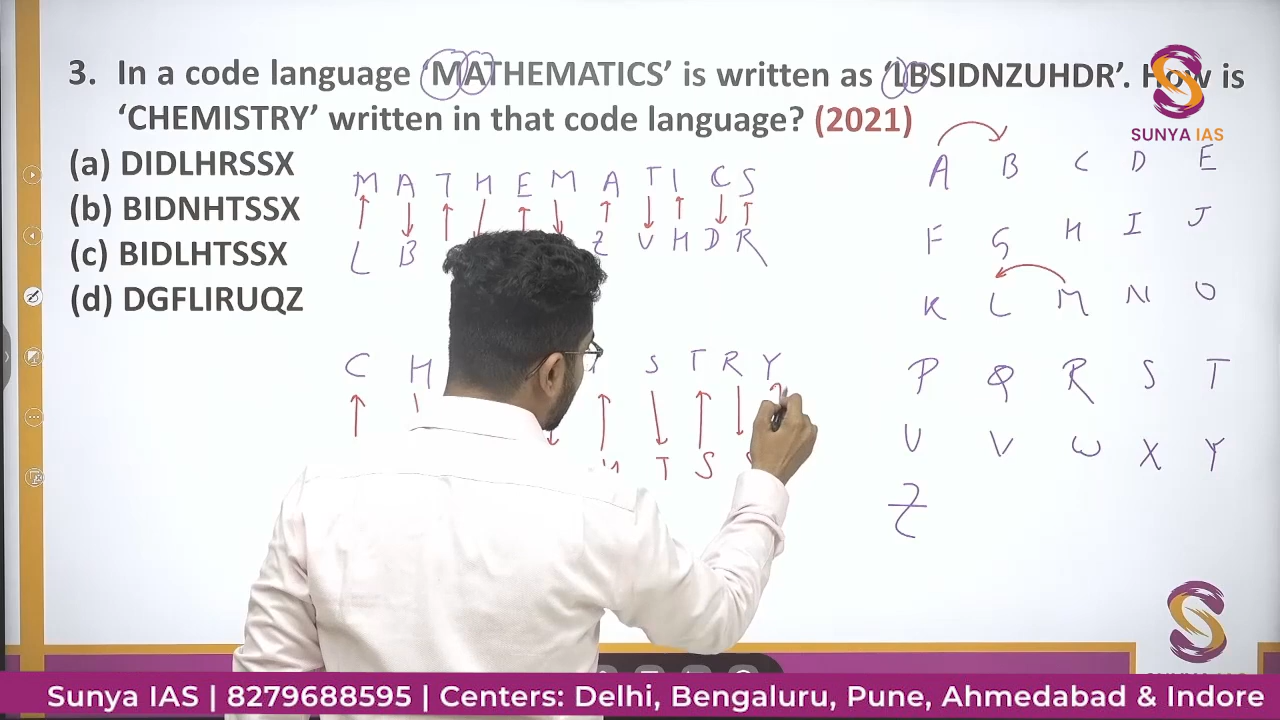 3. In a code language ‘MATHEMATICS’ is written as ‘LBSIDNZUHDR’. How is
‘CHEMISTRY’ written in that code language? (2021)
(a) DIDLHRSSX
(b) BIDNHTSSX
(c) BIDLHTSSX
(d) DGFLIRUQZ
M A T H E M A T I C S
L B Z U H D R
C H S T R Y
T S
A B C D E
F G H I J
K L M N O
P Q R S T
U V W X Y
Z
SUNYA IAS
Sunya IAS | 8279688595 | Centers: Delhi, Bengaluru, Pune, Ahmedabad & Indore